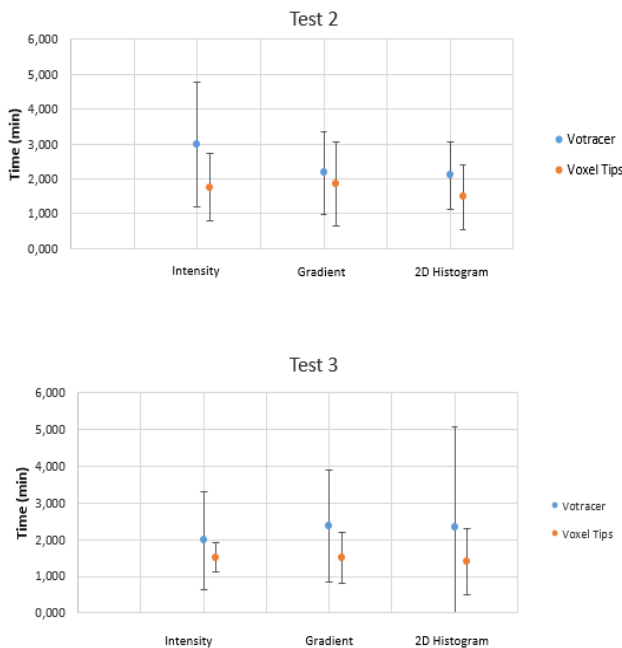 Test 2
6,000
5,000
4,000
3,000
2,000
1,000
0,000
Time (min)
Intensity
Gradient
2D Histogram
Votracer
Voxel Tips
Test 3
6,000
5,000
4,000
3,000
2,000
1,000
0,000
Time (min)
Intensity
Gradient
2D Histogram
Votracer
Voxel Tips